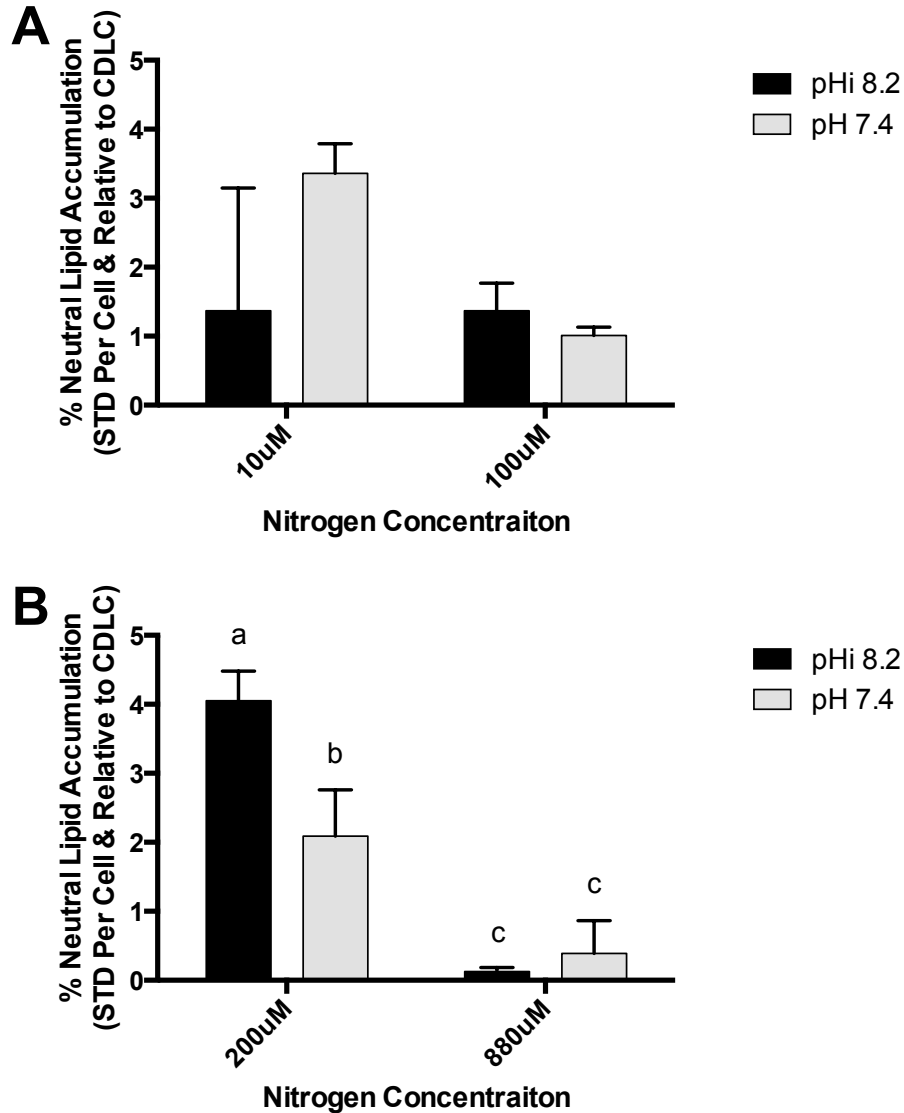 A
% Neutral Lipid Accumulation
(STD Per Cell & Relative to CDLC)
5
4
3
2
1
0
10uM
100uM
Nitrogen Concentraiton
pHi 8.2
pH 7.4
B
% Neutral Lipid Accumulation
(STD Per Cell & Relative to CDLC)
5
4
3
2
1
0
a
b
c
c
200uM
880uM
Nitrogen Concentraiton
pHi 8.2
pH 7.4